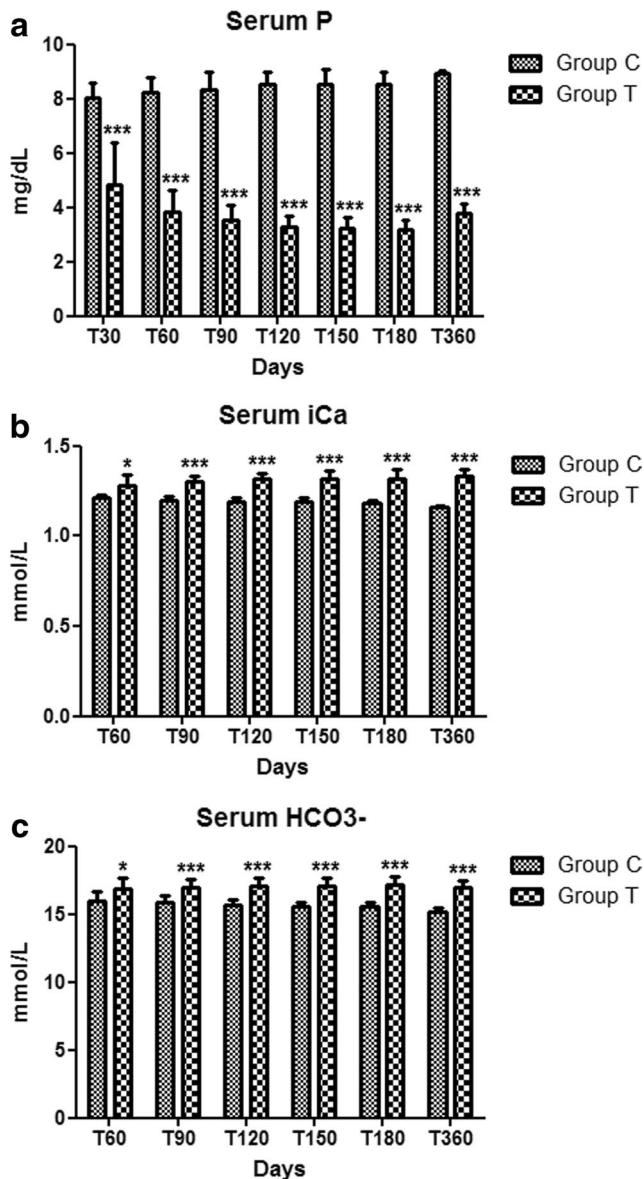 a
Serum P
Group C
Group T
mg/dL
10
8
6
4
2
0
***
***
***
***
***
***
***
T30 T60 T90 T120 T150 T180 T360
Days
b
Serum iCa
Group C
Group T
mmol/L
1.5
1.0
0.5
0.0
*
***
***
***
***
***
T60 T90 T120 T150 T180 T360
Days
c
Serum HCO3-
Group C
Group T
mmol/L
20
15
10
5
0
*
***
***
***
***
***
T60 T90 T120 T150 T180 T360
Days